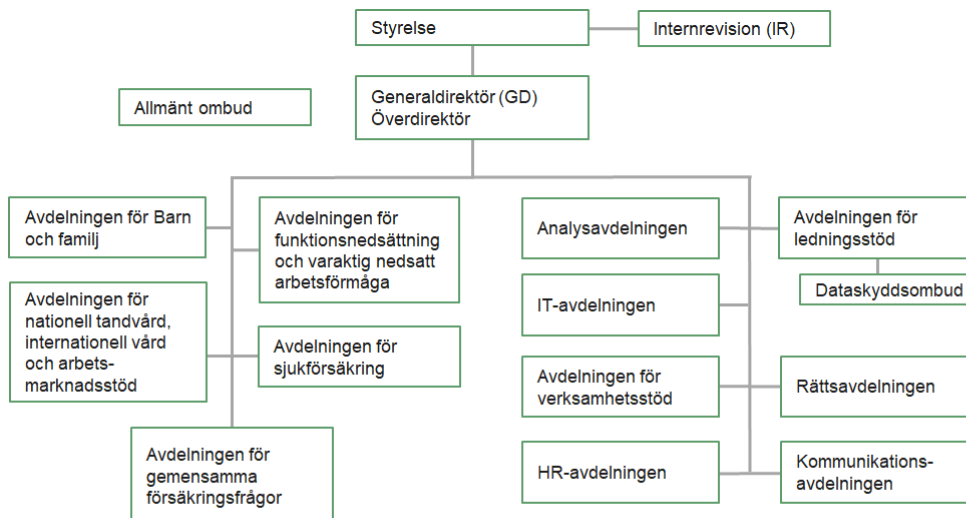 Styrelse
Internrevision (IR)
Generaldirektör (GD)
Överdirektör
Allmänt ombud
Avdelningen för Barn
och familj
Avdelningen för
funktionsnedsättning
och varaktig nedsatt
arbetsförmåga
Avdelningen för
nationell tandvård,
internationell vård
och arbets-
marknadsstöd
Avdelningen för
sjukförsäkring
Avdelningen för
gemensamma
försäkringsfrågor
Analysavdelningen
Avdelningen för
ledningsstöd
Dataskyddsombud
IT-avdelningen
Avdelningen för
verksamhetsstöd
Rättsavdelningen
HR-avdelningen
Kommunikations-
avdelningen